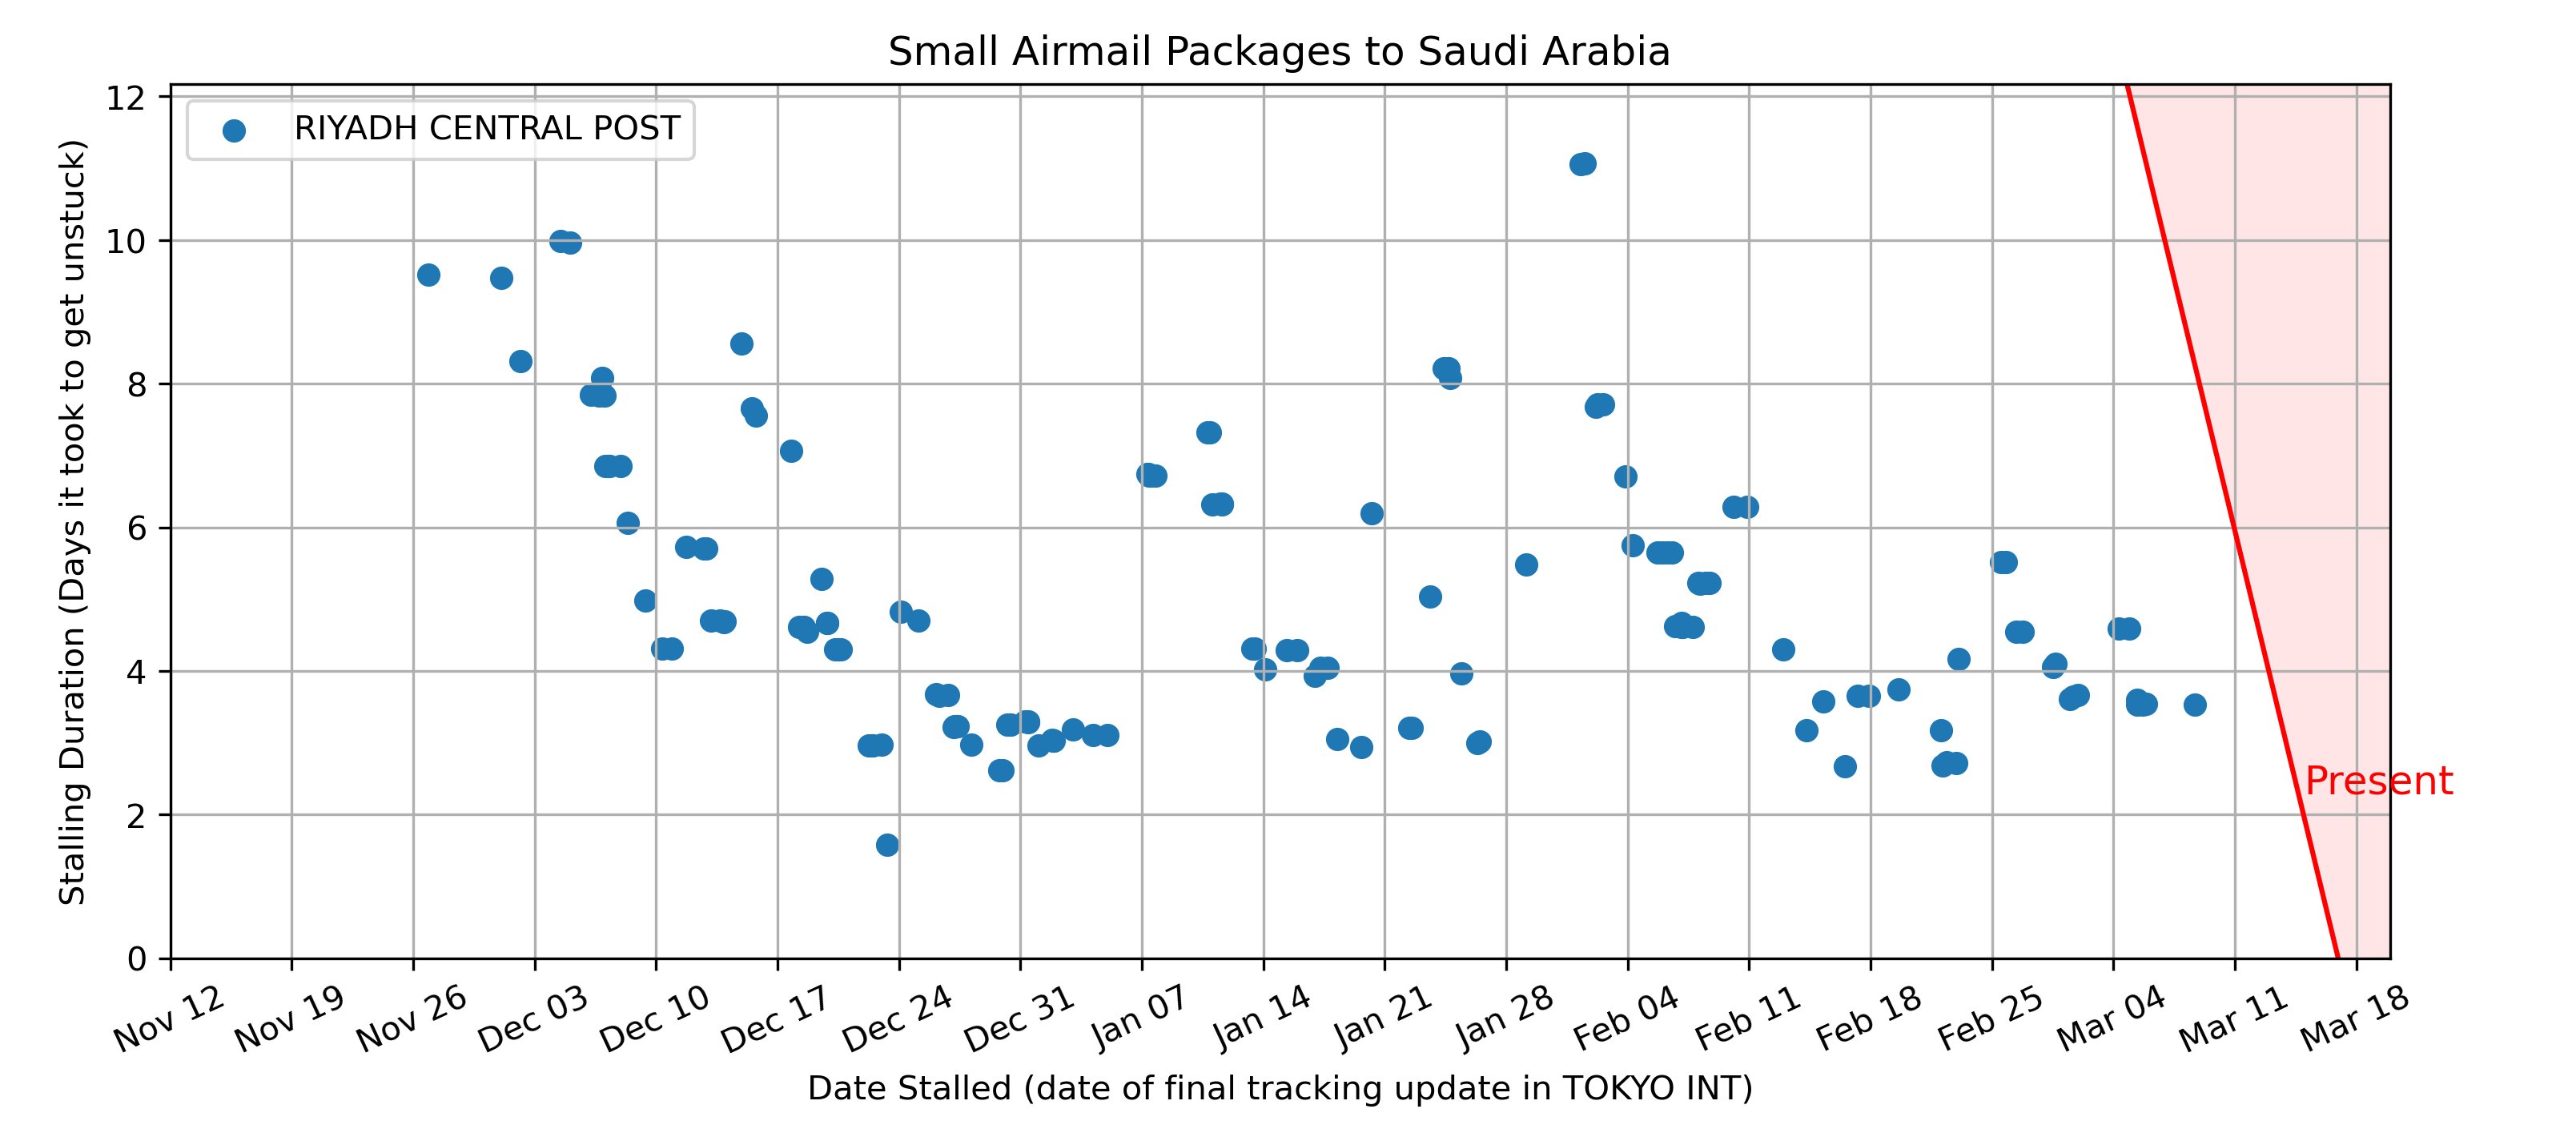 Small Airmail Packages to Saudi Arabia
RIYADH CENTRAL POST
Stalling Duration (Days it took to get unstuck)
12
10
8
6
4
2
0
Present
Nov 12
Nov 19
Nov 26
Dec 03
Dec 10
Dec 17
Dec 24
Dec 31
Jan 07
Jan 14
Jan 21
Jan 28
Feb 04
Feb 11
Feb 18
Feb 25
Mar 04
Mar 11
Mar 18
Date Stalled (date of final tracking update in TOKYO INT)